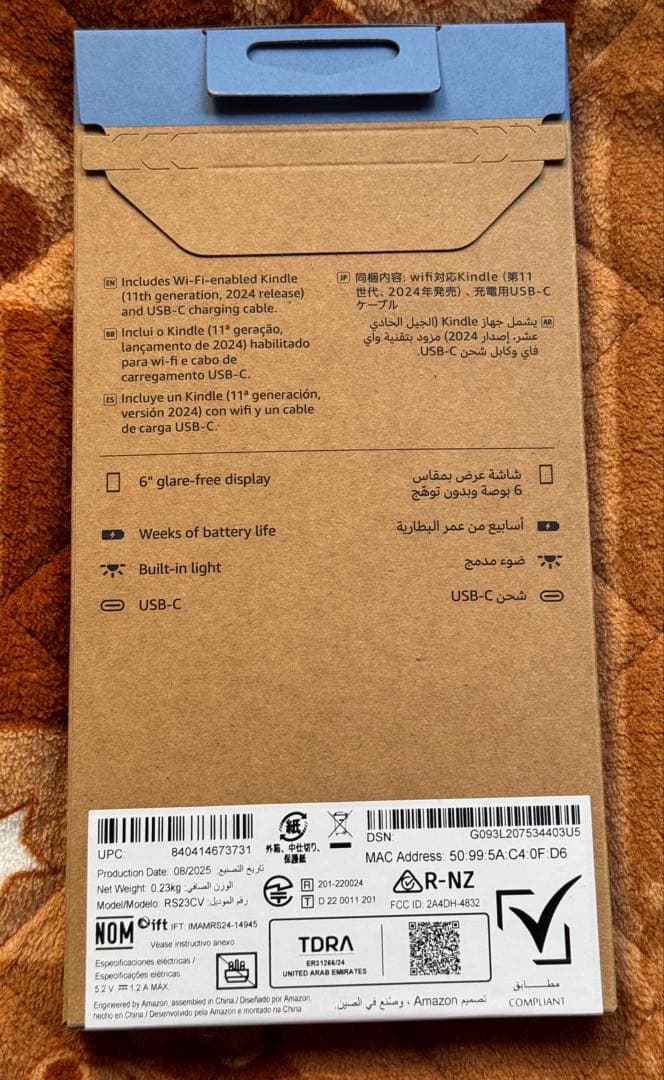 EN Includes Wi-Fi-enabled Kindle
(11th generation, 2024 release)
and USB-C charging cable.
BR Inclui o Kindle (11ª geração,
lançamento de 2024) habilitado
para wi-fi e cabo de
carregamento USB-C.
ES Incluye un Kindle (11ª generación,
versión 2024) con wifi y un cable
de carga USB-C.
JP 同梱内容: wifi対応Kindle (第11
世代、2024年発売) 、充電用USB-C
ケーブル
AR يشمل جهاز Kindle (الجيل الحادي
عشر، إصدار 2024) مزود بتقنية واي
فاي وكابل شحن USB-C.
6" glare-free display
Weeks of battery life
Built-in light
USB-C
شاشة عرض بمقاس
6 بوصة وبدون توهّج
أسابيع من عمر البطارية
ضوء مدمج
شحن USB-C
UPC: 840414673731
紙
外箱、中仕切り、
保護紙
DSN: G093L207534403U5
MAC Address: 50:99:5A:C4:0F:D6
Production Date: 08/2025 تاريخ التصنيع:
Net Weight: 0.23kg الوزن الصافي:
Model/Modelo: RS23CV رقم الموديل:
R 201-220024
T D 22 0011 201
R-NZ
FCC ID: 2A4DH-4832
NOM ift IFT: IMAMRS24-14945
Véase instructivo anexo
Especificaciones eléctricas /
Especificações elétricas
5.2 V ⎓ 1.2 A MÁX.
TDRA
ER31266/24
UNITED ARAB EMIRATES
مطابق
COMPLIANT
Engineered by Amazon, assembled in China / Diseñado por Amazon,
hecho en China / Desenvolvido pela Amazon e montado na China
تصميم Amazon ، وصنع في الصين.